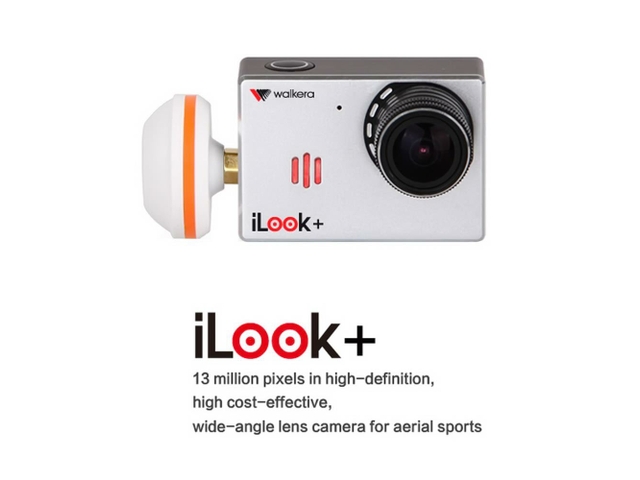 walkera
iLook+
iLook+
13 million pixels in high-definition,
high cost-effective,
wide-angle lens camera for aerial sports